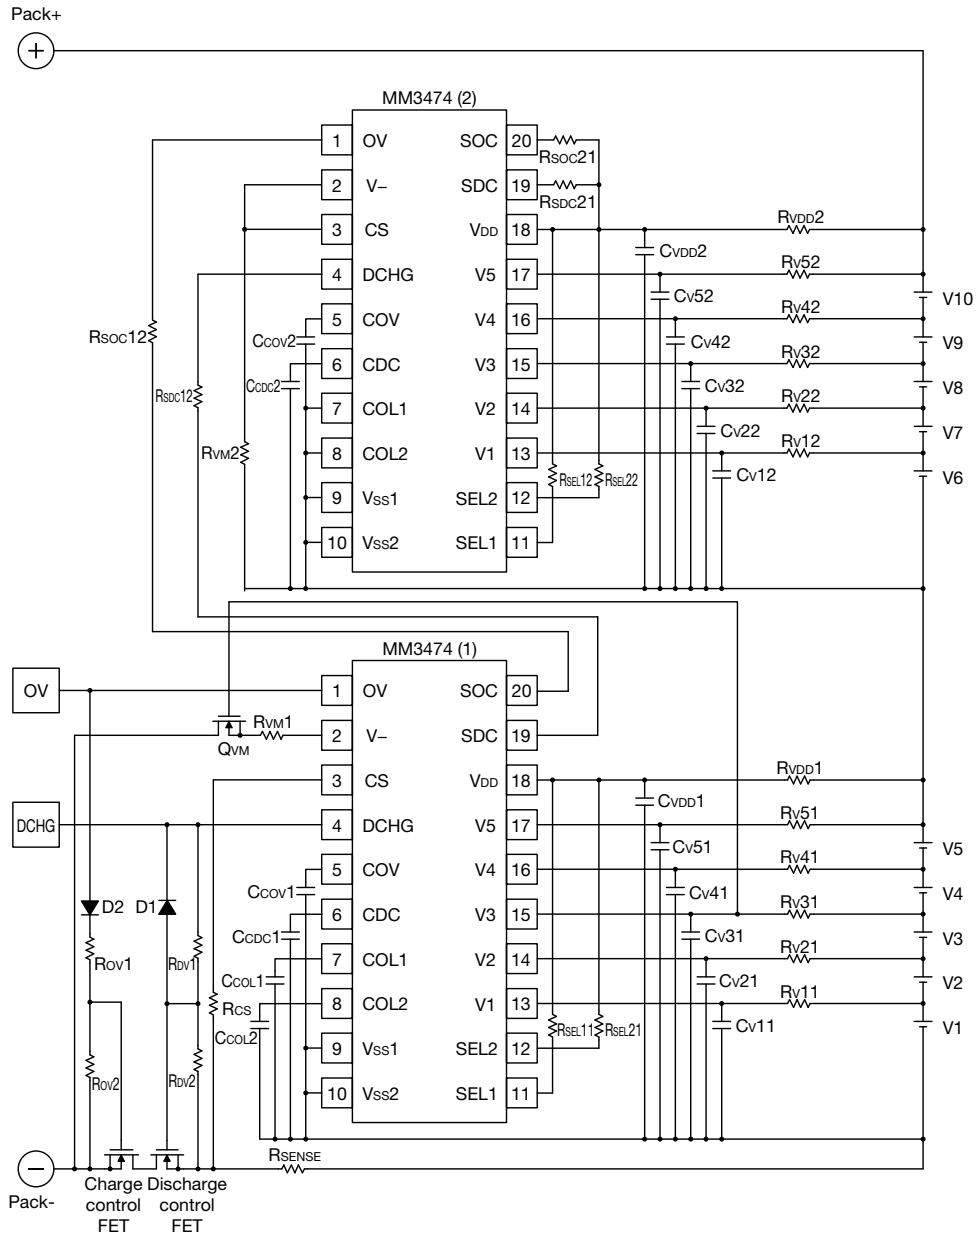 Pack+
MM3474 (2)
1 OV SOC 20
RSOC21
2 V– SDC 19
RSDC21
3 CS VDD 18
RVDD2
CVDD2
4 DCHG V5 17
RV52
CV52
V10
5 COV V4 16
RV42
RSOC12
CCOV2
CV42
V9
6 CDC V3 15
RV32
RSDC12
CCDC2
CV32
V8
7 COL1 V2 14
RV22
CV22
V7
8 COL2 V1 13
RV12
RVM2
RSEL12
RSEL22
CV12
V6
9 VSS1 SEL2 12
10 VSS2 SEL1 11
MM3474 (1)
OV
1 OV SOC 20
RVM1
QVM
2 V– SDC 19
3 CS VDD 18
RVDD1
CVDD1
DCHG
4 DCHG V5 17
RV51
CV51
V5
5 COV V4 16
RV41
CCOV1
CV41
V4
D2
D1
6 CDC V3 15
RV31
CCDC1
CV31
V3
ROV1
RDV1
7 COL1 V2 14
RV21
CCOL1
CV21
V2
RCS
8 COL2 V1 13
RV11
CCOL2
RSEL11
RSEL21
CV11
V1
ROV2
RDV2
9 VSS1 SEL2 12
10 VSS2 SEL1 11
RSENSE
Pack-
Charge control FET
Discharge control FET